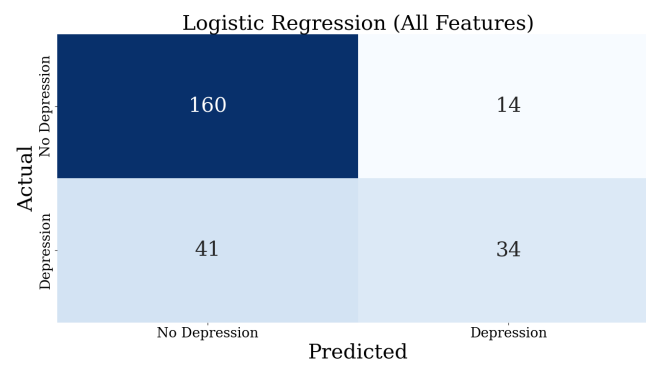 Logistic Regression (All Features)
Actual
No Depression
160
14
Depression
41
34
No Depression
Depression
Predicted